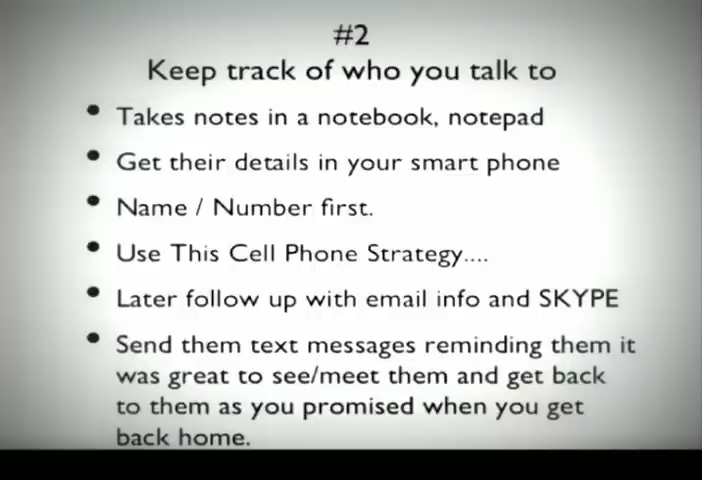 #2
Keep track of who you talk to
• Takes notes in a notebook, notepad
• Get their details in your smart phone
• Name / Number first.
• Use This Cell Phone Strategy....
• Later follow up with email info and SKYPE
• Send them text messages reminding them it
was great to see/meet them and get back
to them as you promised when you get
back home.